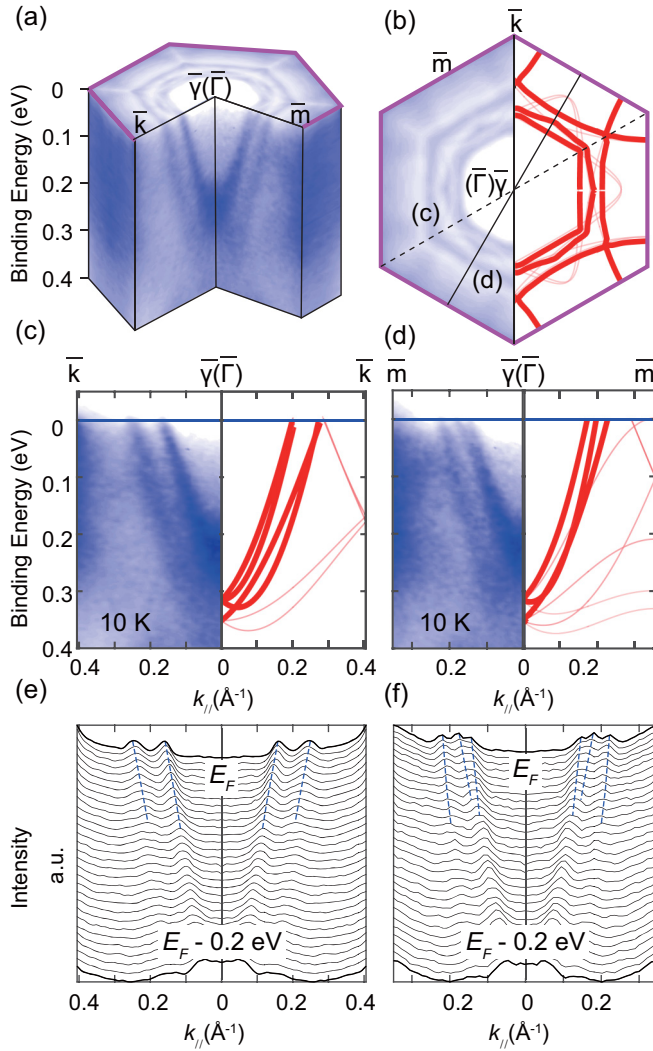 (a)
(b)
k̅
k̅
m̅
γ̅(Γ̅)
m̅
(Γ̅)γ̅
(c)
(d)
Binding Energy (eV)
0
0.1
0.2
0.3
0.4
(c)
(d)
k̅ γ̅(Γ̅) k̅
m̅ γ̅(Γ̅) m̅
Binding Energy (eV)
0
0.1
0.2
0.3
0.4
10 K
10 K
0.4 0.2 0 0.2 0.4
0.2 0 0.2
k//(Å-1)
k//(Å-1)
(e)
(f)
Intensity
a.u.
EF
EF
EF - 0.2 eV
EF - 0.2 eV
0.4 0.2 0 0.2 0.4
0.2 0 0.2
k//(Å-1)
k//(Å-1)